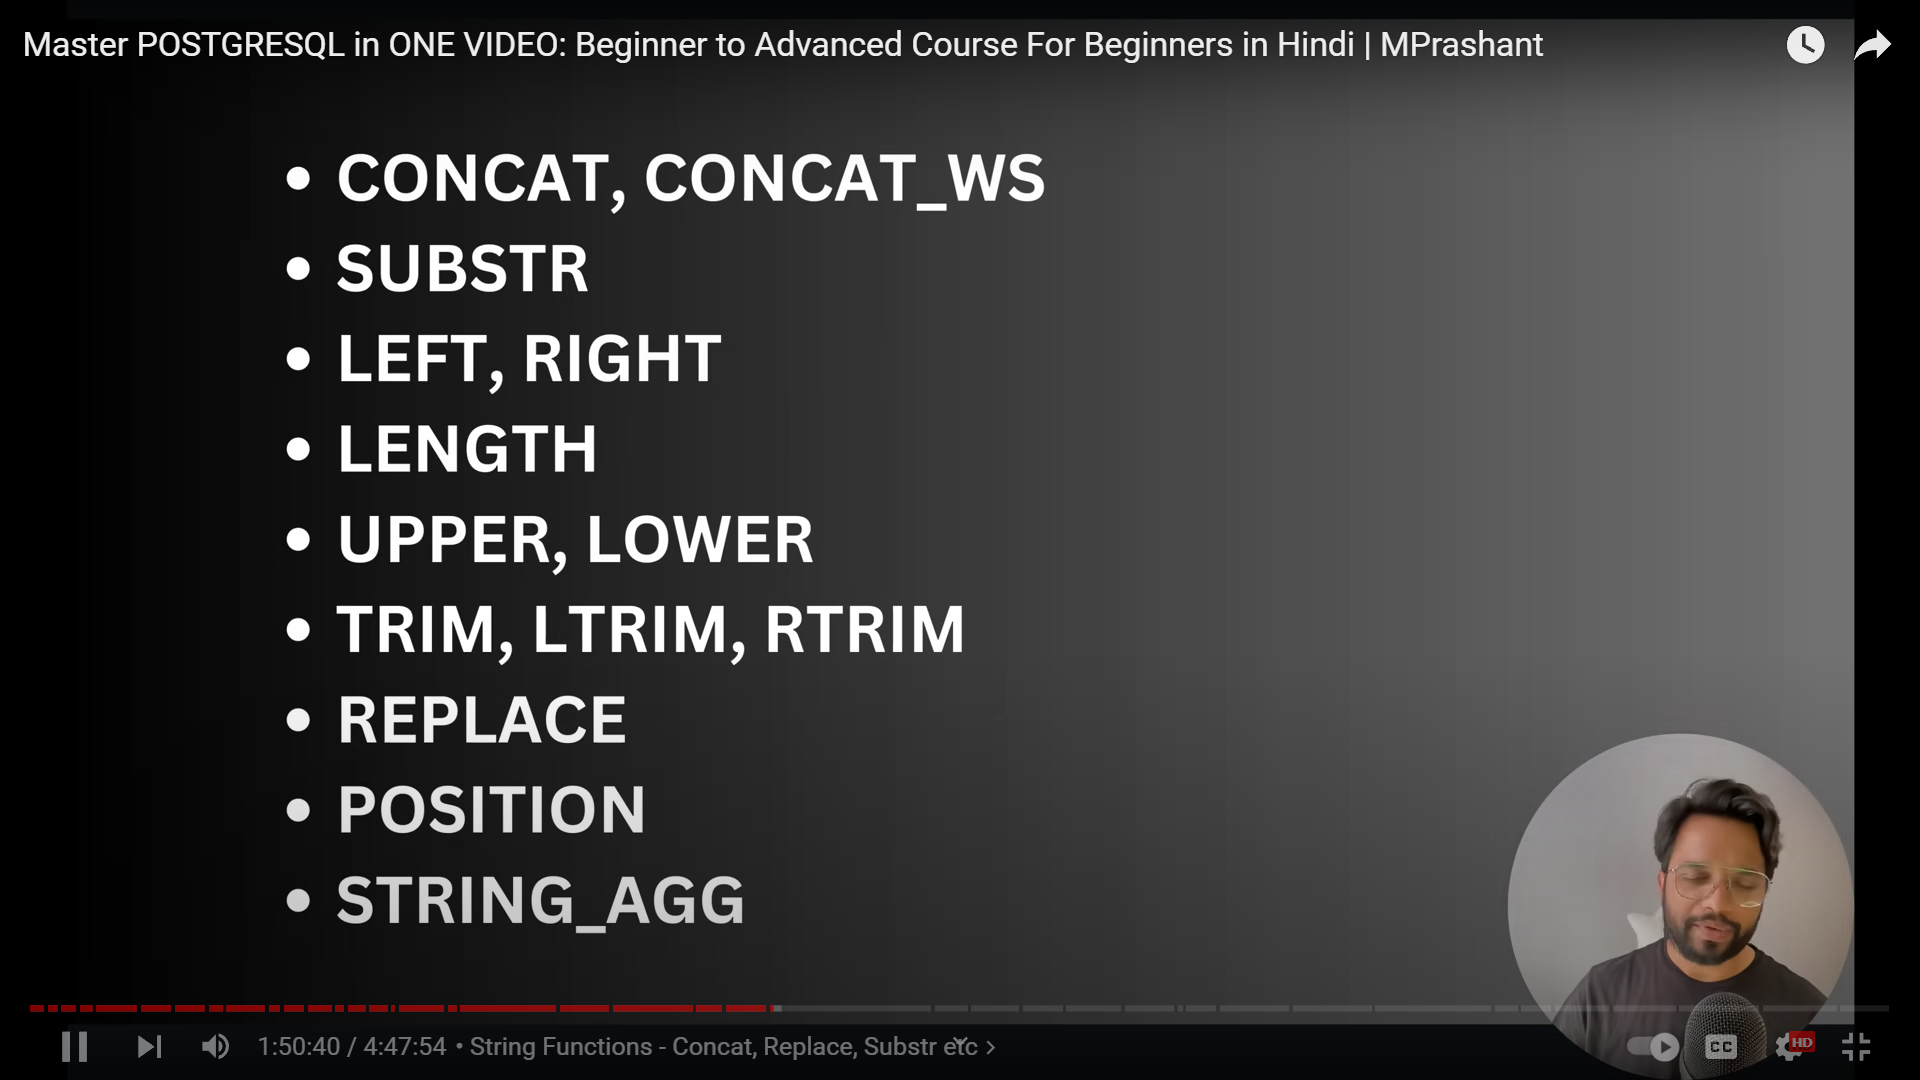 Master POSTGRESQL in ONE VIDEO: Beginner to Advanced Course For Beginners in Hindi | MPrashant
• CONCAT, CONCAT_WS
• SUBSTR
• LEFT, RIGHT
• LENGTH
• UPPER, LOWER
• TRIM, LTRIM, RTRIM
• REPLACE
• POSITION
• STRING_AGG
1:50:40 / 4:47:54 • String Functions - Concat, Replace, Substr etc
CC
HD